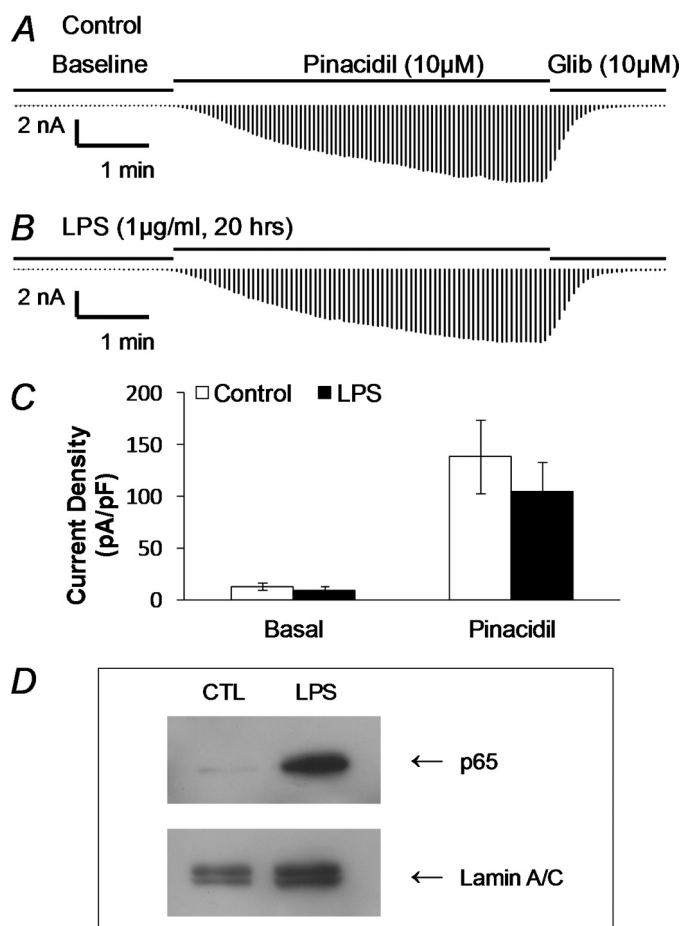 A Control
Baseline Pinacidil (10µM) Glib (10µM)
2 nA
1 min
B LPS (1µg/ml, 20 hrs)
2 nA
1 min
C
Control LPS
200
150
100
50
0
Current Density
(pA/pF)
Basal Pinacidil
D
CTL LPS
← p65
← Lamin A/C